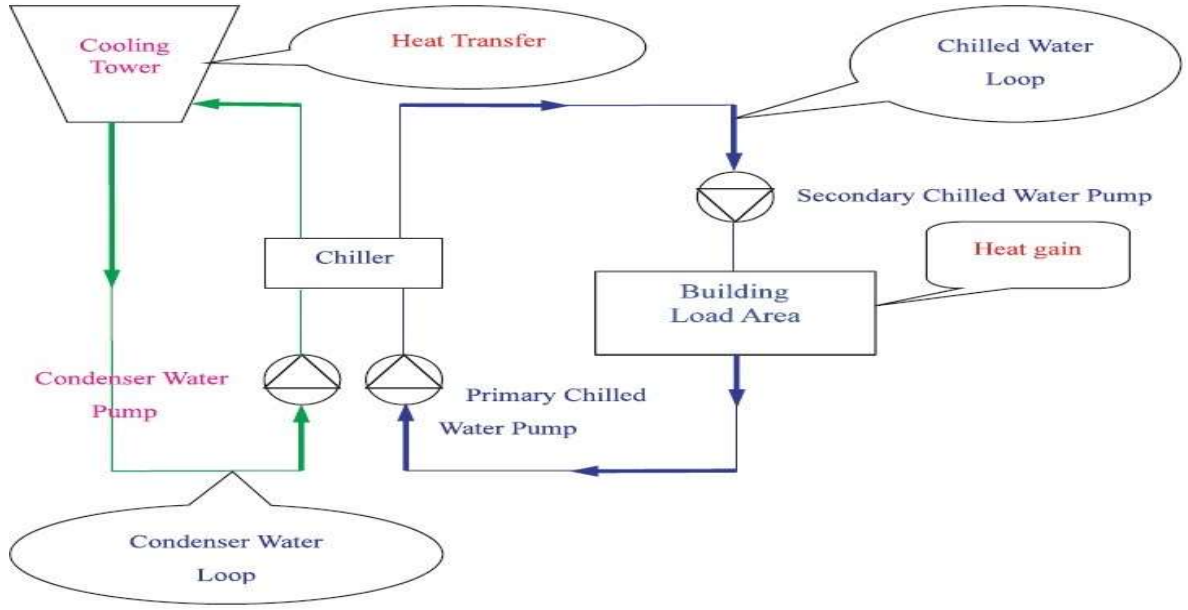 Cooling
Tower
Heat Transfer
Chilled Water
Loop
Secondary Chilled Water Pump
Chiller
Heat gain
Building
Load Area
Condenser Water
Pump
Primary Chilled
Water Pump
Condenser Water
Loop